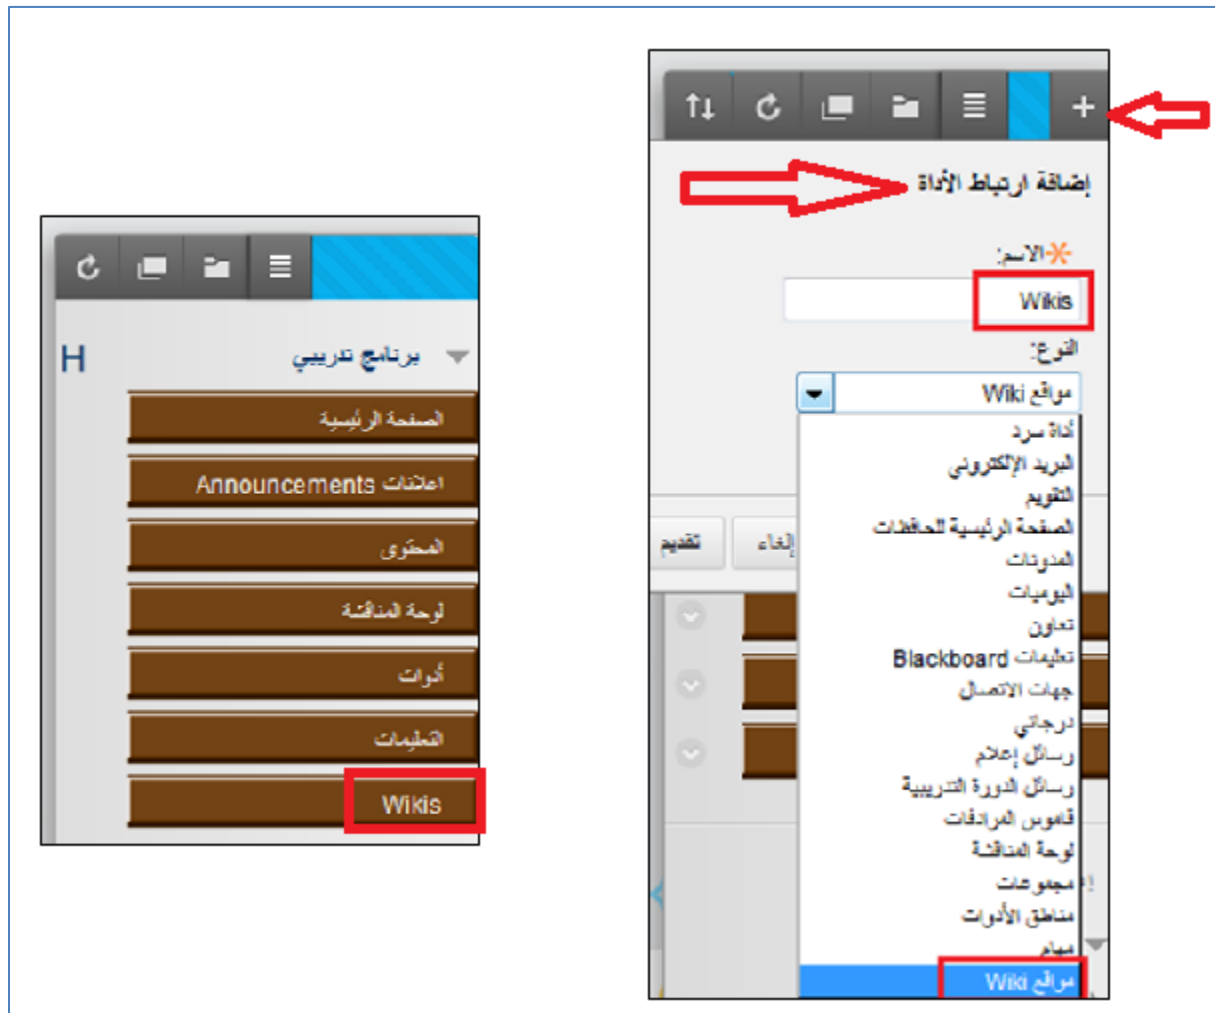 إضافة ارتباط الأداة
الاسم:
Wikis
النوع:
مواقع Wiki
أداة سرد
البريد الإلكتروني
التقويم
الصفحة الرئيسية للحافظات
المدونات
اليوميات
تعاون
تعليمات Blackboard
جهات الاتصال
درجاتي
رسائل إعلام
رسائل الدورة التدريبية
قاموس المرادفات
لوحة المناقشة
مجموعات
مناطق الأدوات
مهام
مواقع Wiki
إلغاء
تقديم
برنامج تدريبي
H
الصفحة الرئيسية
اعلانات Announcements
المحتوى
لوحة المناقشة
أدوات
التعليمات
Wikis